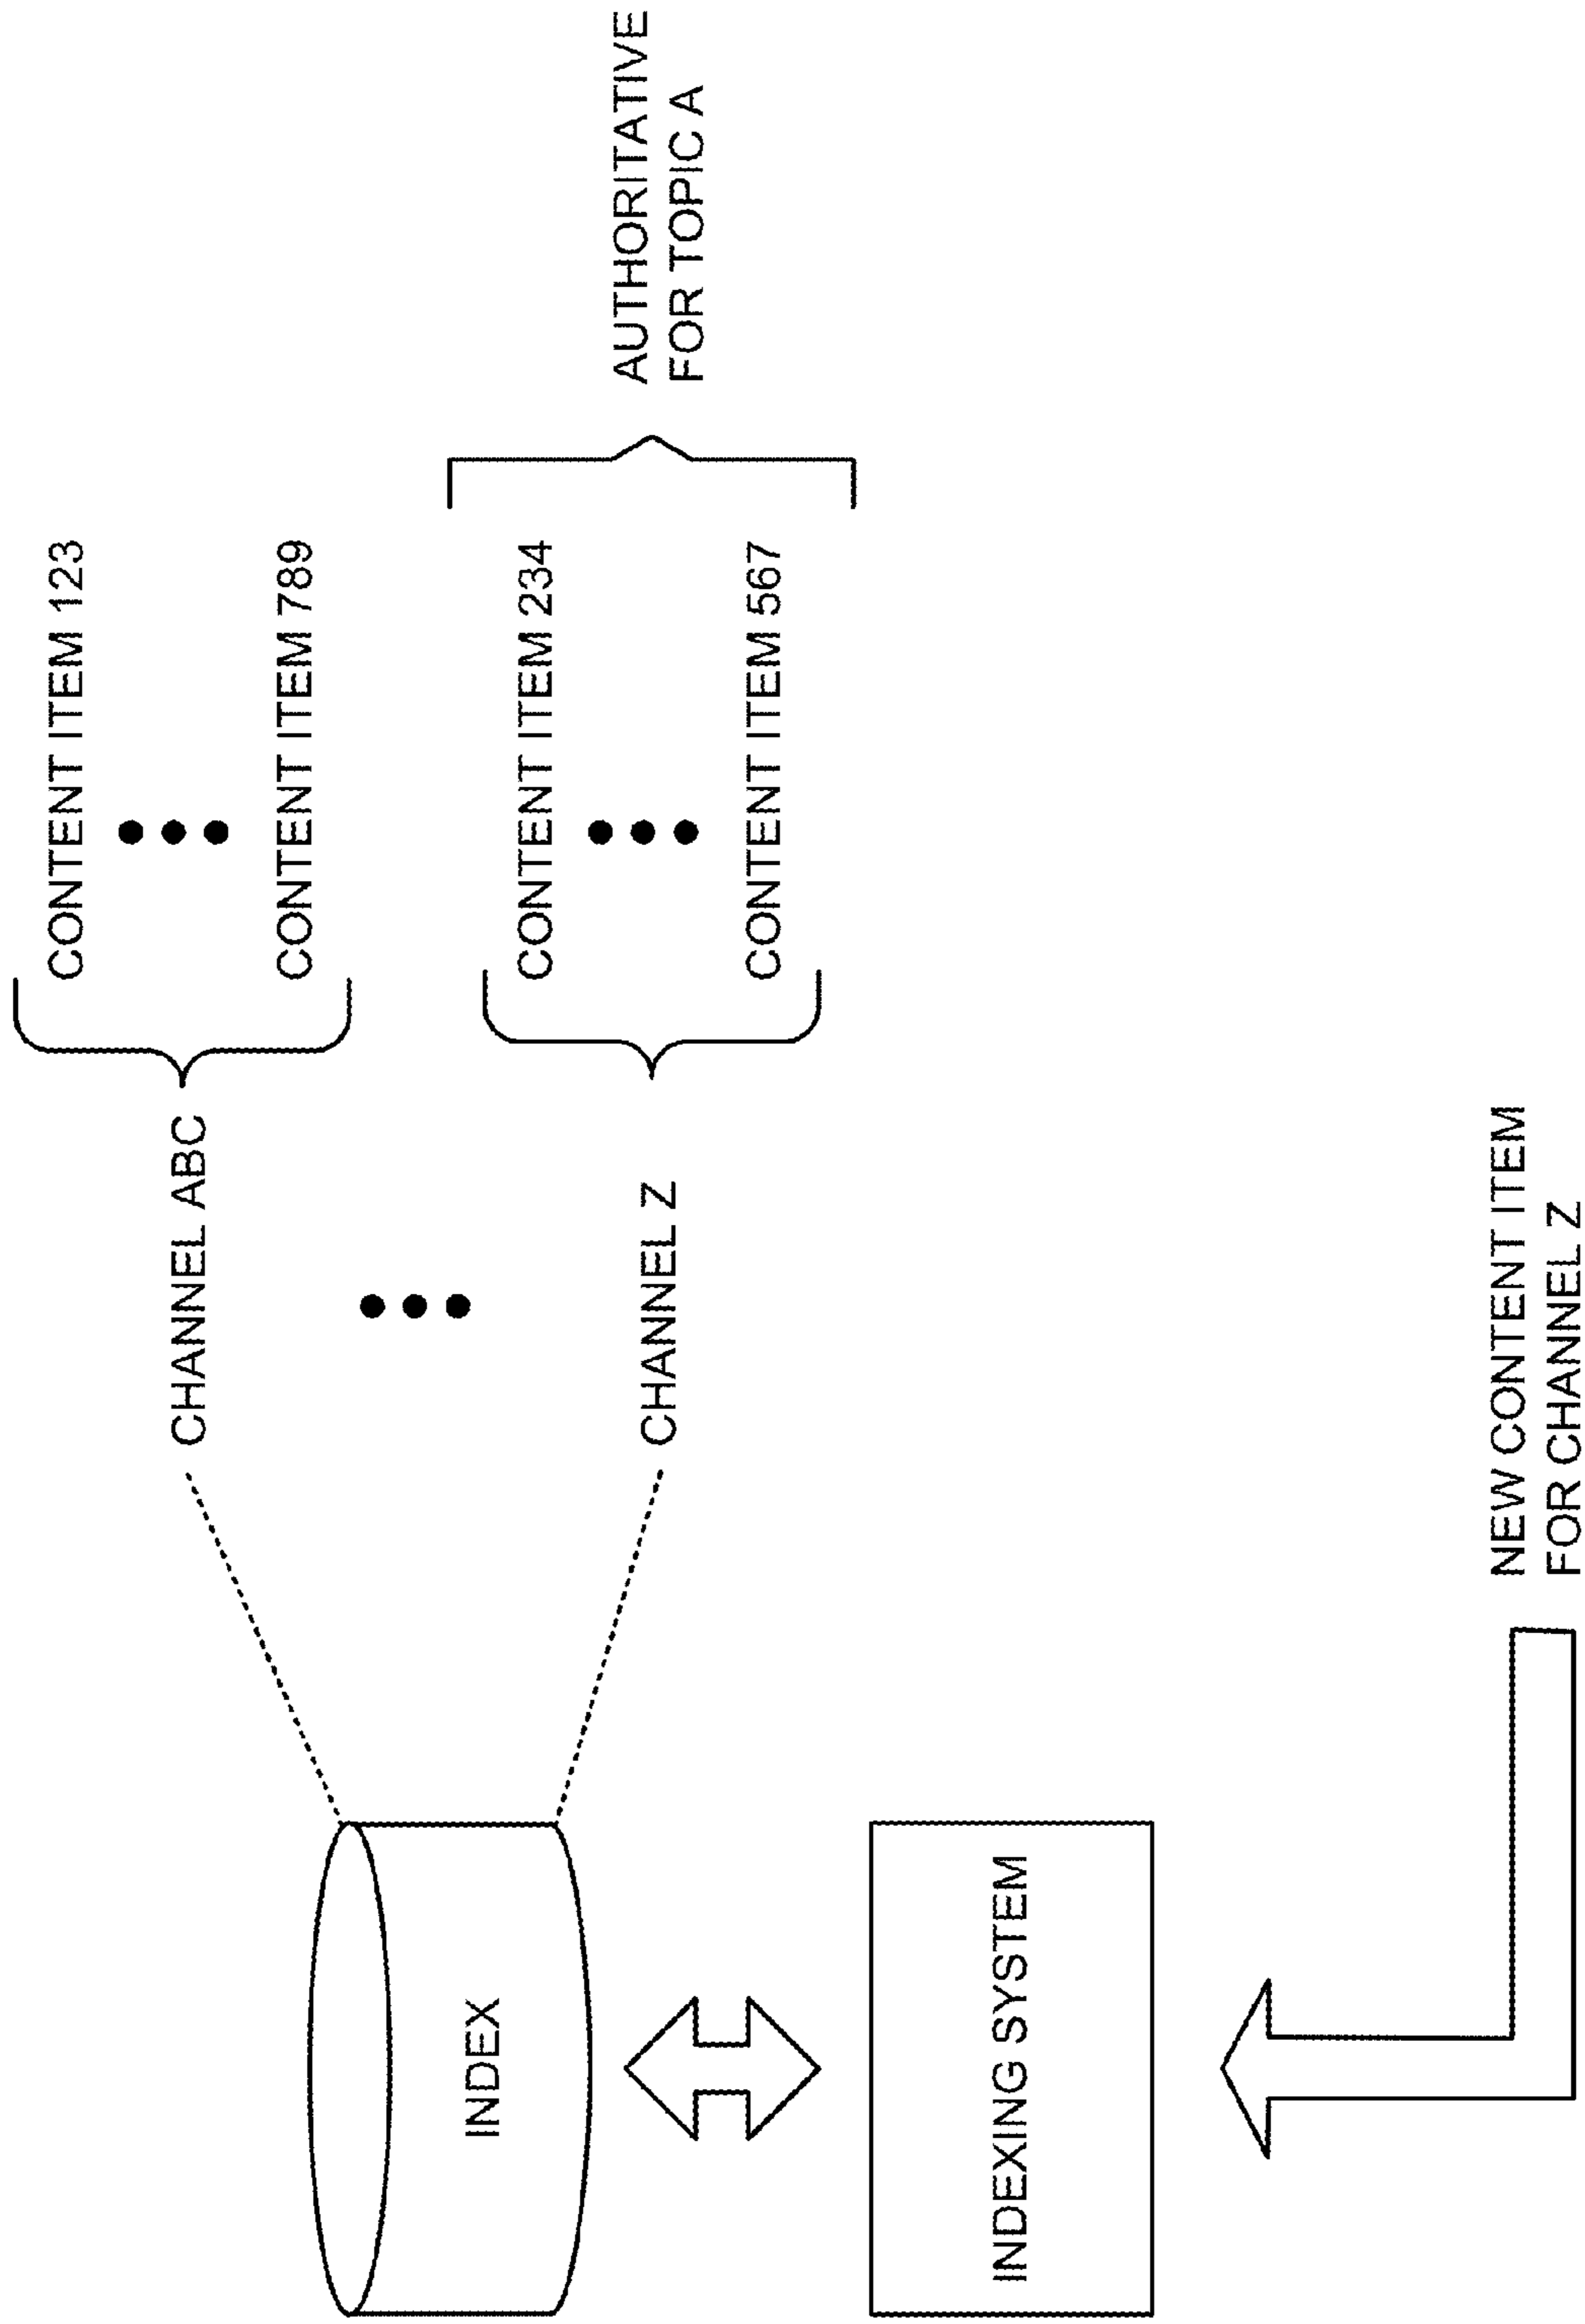 CONTENT ITEM 123
CHANNEL ABC
CONTENT ITEM 789
INDEX
CONTENT ITEM 234
CHANNEL Z
AUTHORITATIVE
FOR TOPIC A
CONTENT ITEM 567
INDEXING SYSTEM
NEW CONTENT ITEM
FOR CHANNEL Z